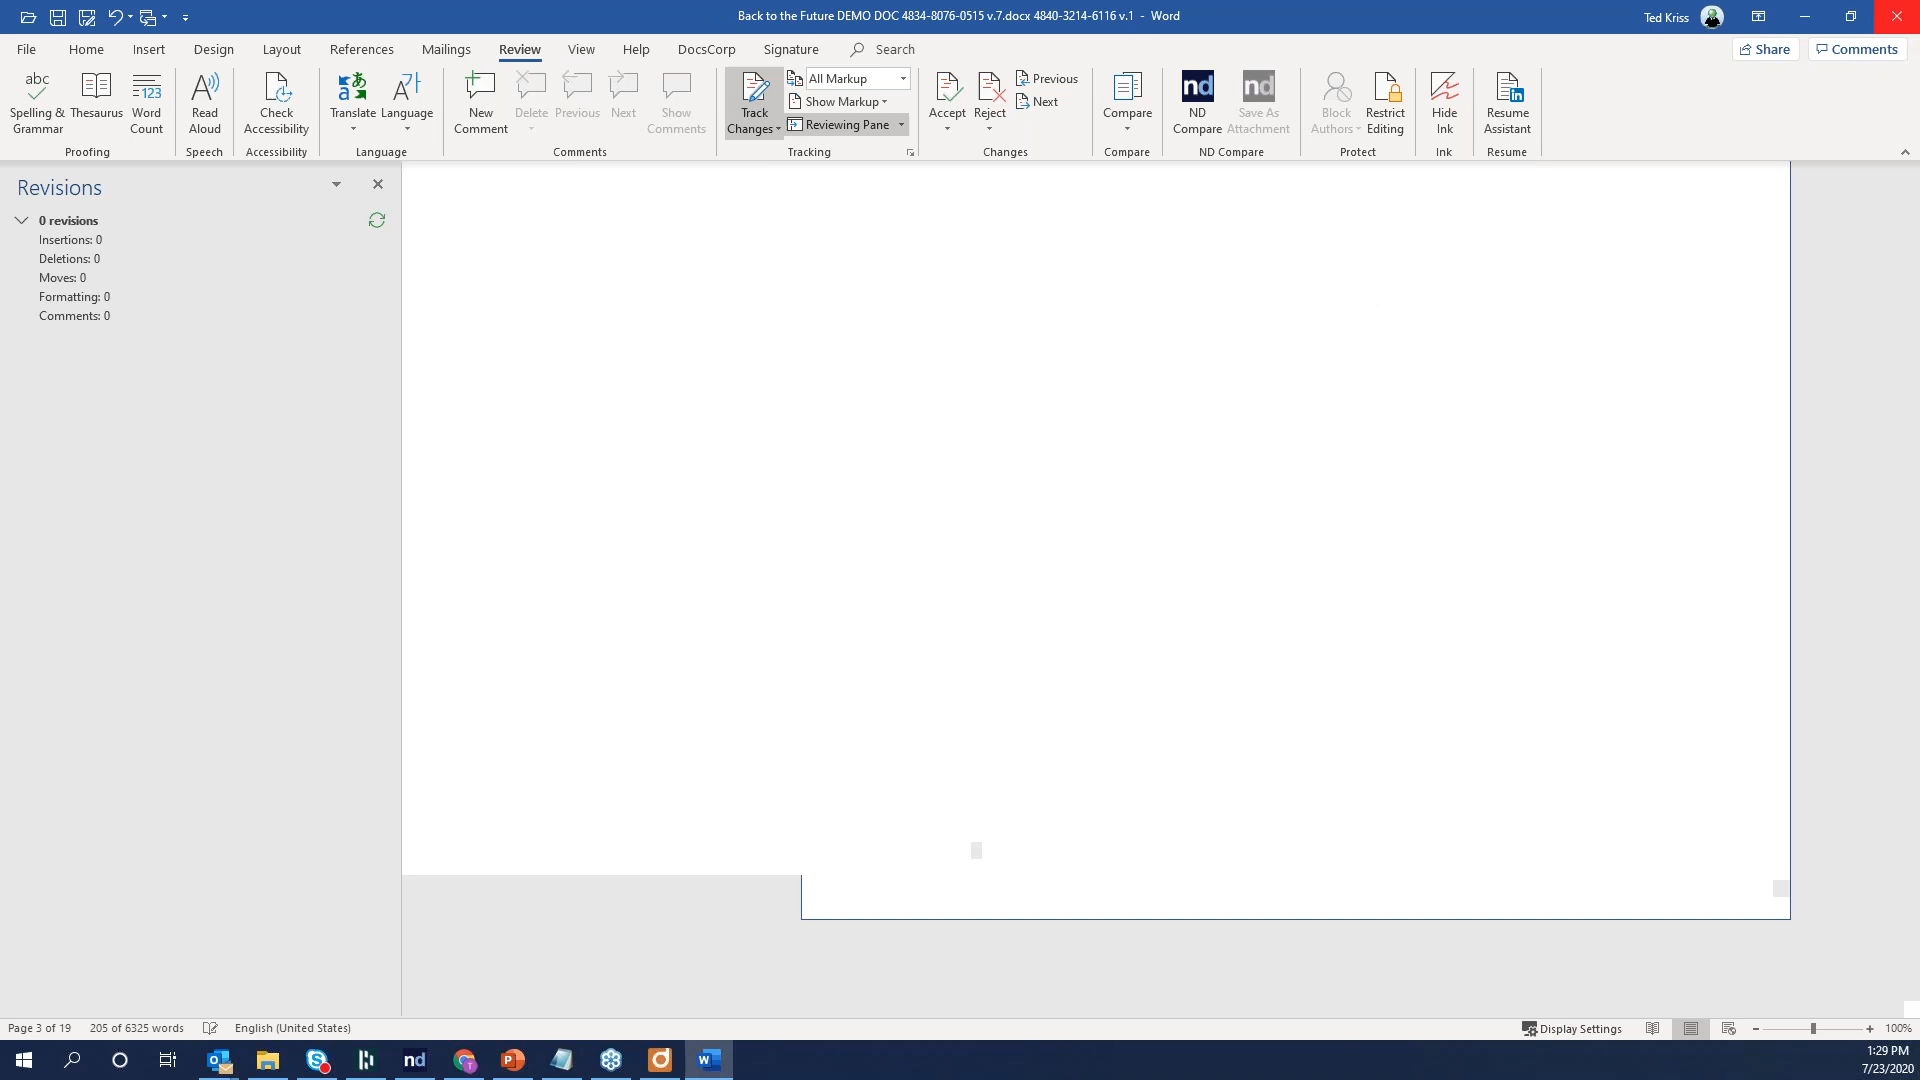 Back to the Future DEMO DOC 4834-8076-0515 v.7.docx 4840-3214-6116 v.1 - Word
Ted Kriss
File Home Insert Design Layout References Mailings Review View Help DocsCorp Signature Search
Share Comments
abc
Spelling &
Grammar
Thesaurus
123
Word
Count
Proofing
Read
Aloud
Speech
Check
Accessibility
Accessibility
Translate
Language
Language
New
Comment
Delete
Previous
Next
Show
Comments
Comments
Track
Changes
All Markup
Show Markup
Reviewing Pane
Tracking
Accept
Reject
Previous
Next
Changes
Compare
Compare
nd
ND
Compare
nd
Save As
Attachment
ND Compare
Block
Authors
Restrict
Editing
Protect
Hide
Ink
Ink
Resume
Assistant
Resume
Revisions
0 revisions
Insertions: 0
Deletions: 0
Moves: 0
Formatting: 0
Comments: 0
Page 3 of 19 205 of 6325 words English (United States)
Display Settings
100%
nd
1:29 PM
7/23/2020